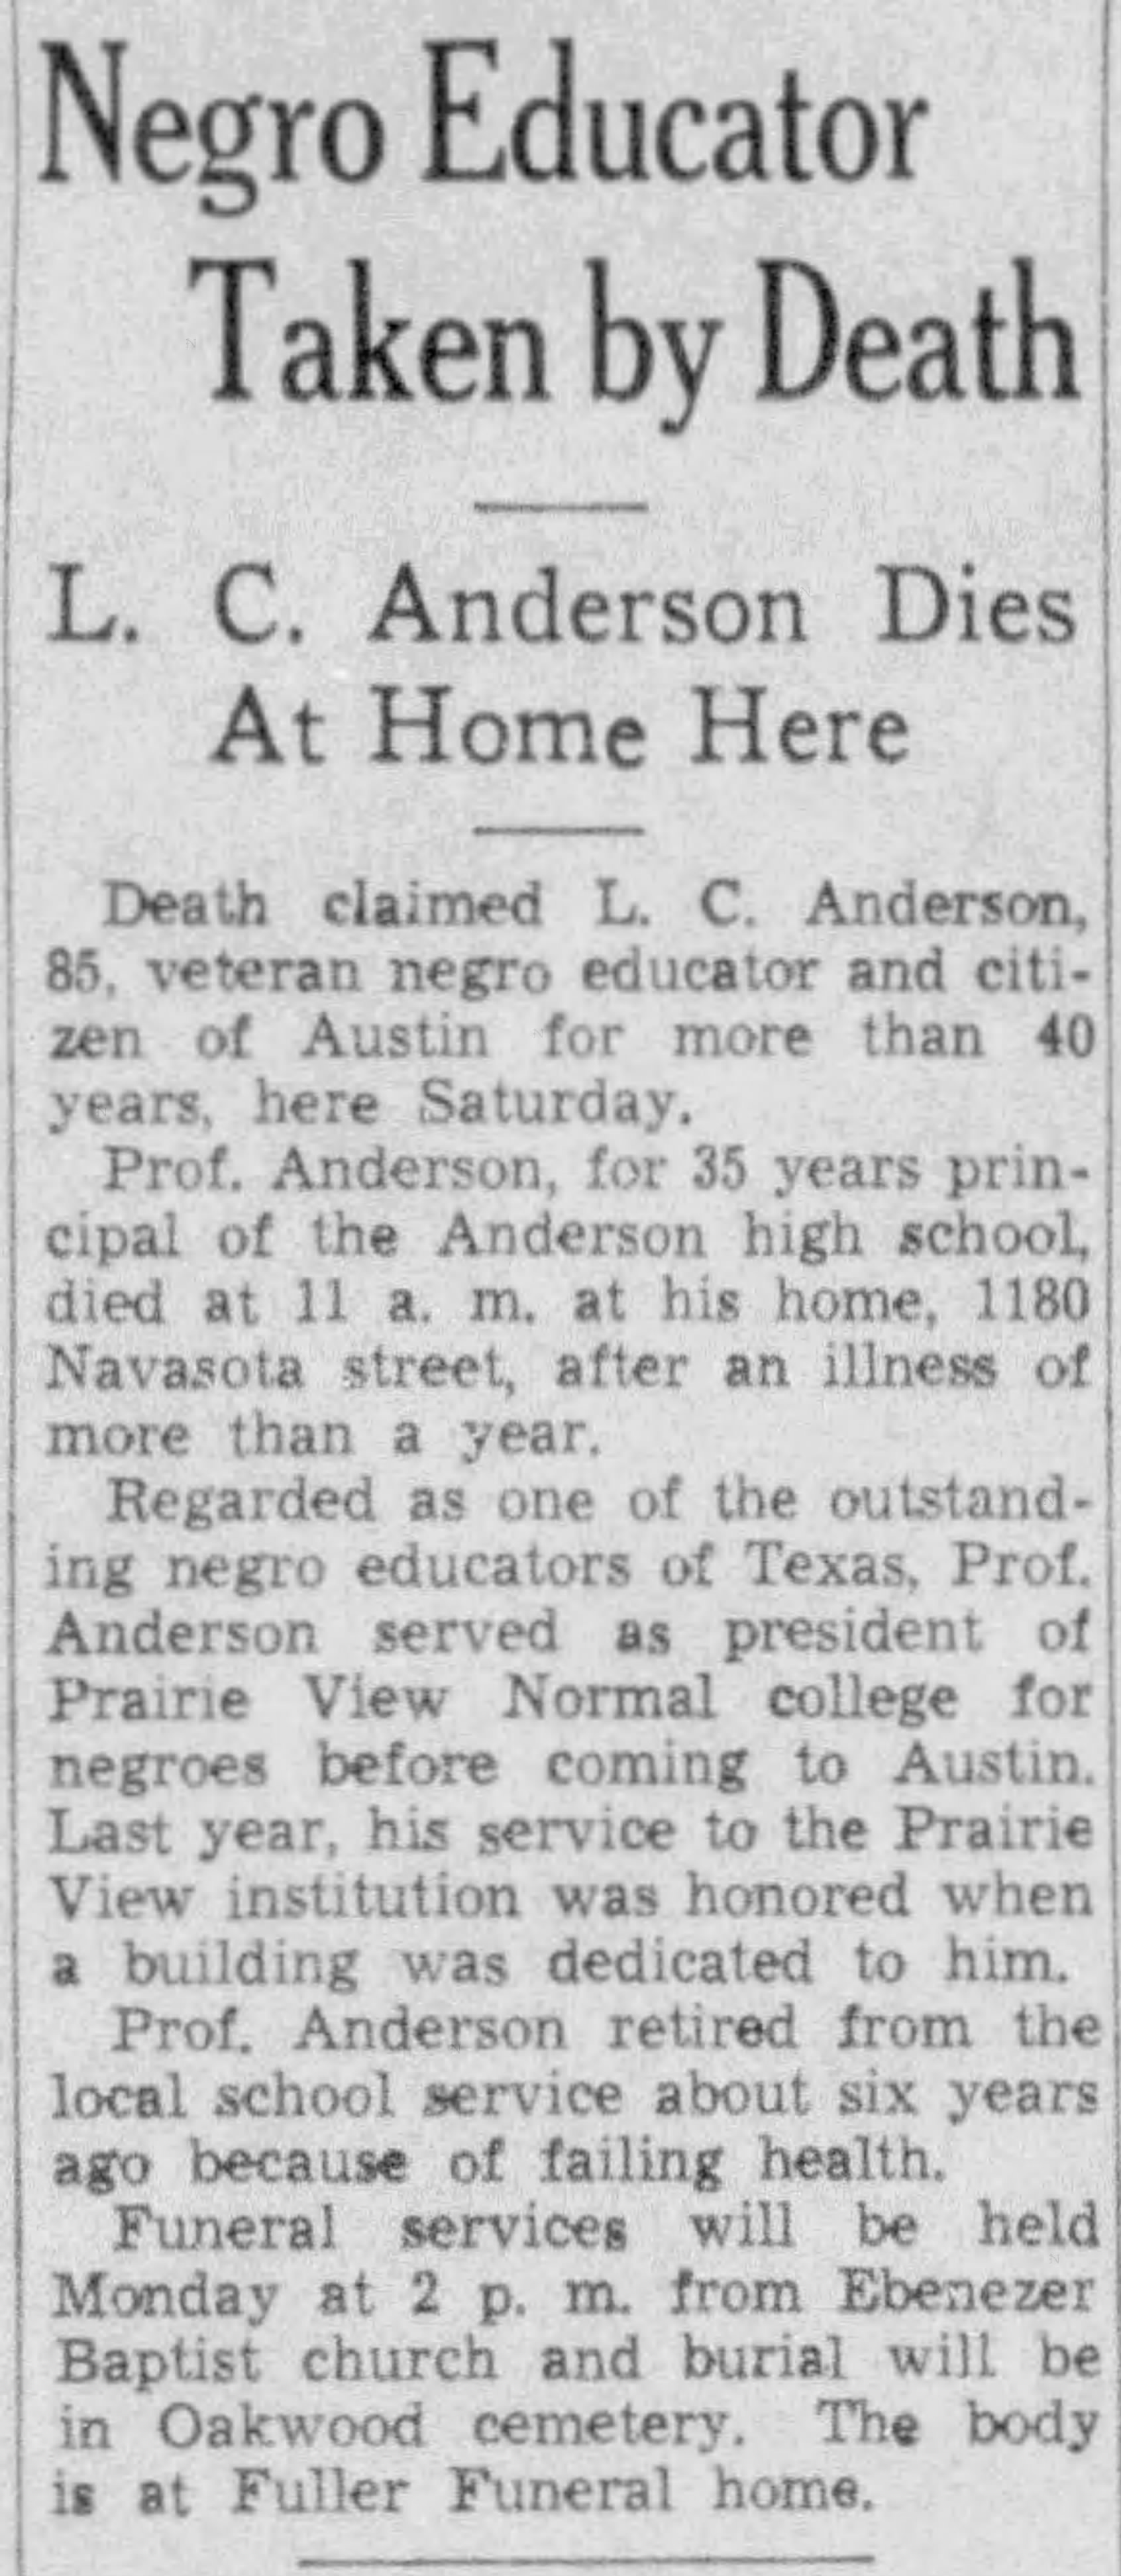 Negro Educator
Taken by Death
L. C. Anderson Dies
At Home Here
Death claimed L. C. Anderson,
85, veteran negro educator and citi-
zen of Austin for more than 40
years, here Saturday.
Prof. Anderson, for 35 years prin-
cipal of the Anderson high school,
died at 11 a. m. at his home, 1180
Navasota street, after an illness of
more than a year.
Regarded as one of the outstand-
ing negro educators of Texas, Prof.
Anderson served as president of
Prairie View Normal college for
negroes before coming to Austin.
Last year, his service to the Prairie
View institution was honored when
a building was dedicated to him.
Prof. Anderson retired from the
local school service about six years
ago because of failing health.
Funeral services will be held
Monday at 2 p. m. from Ebenezer
Baptist church and burial will be
in Oakwood cemetery. The body
is at Fuller Funeral home.